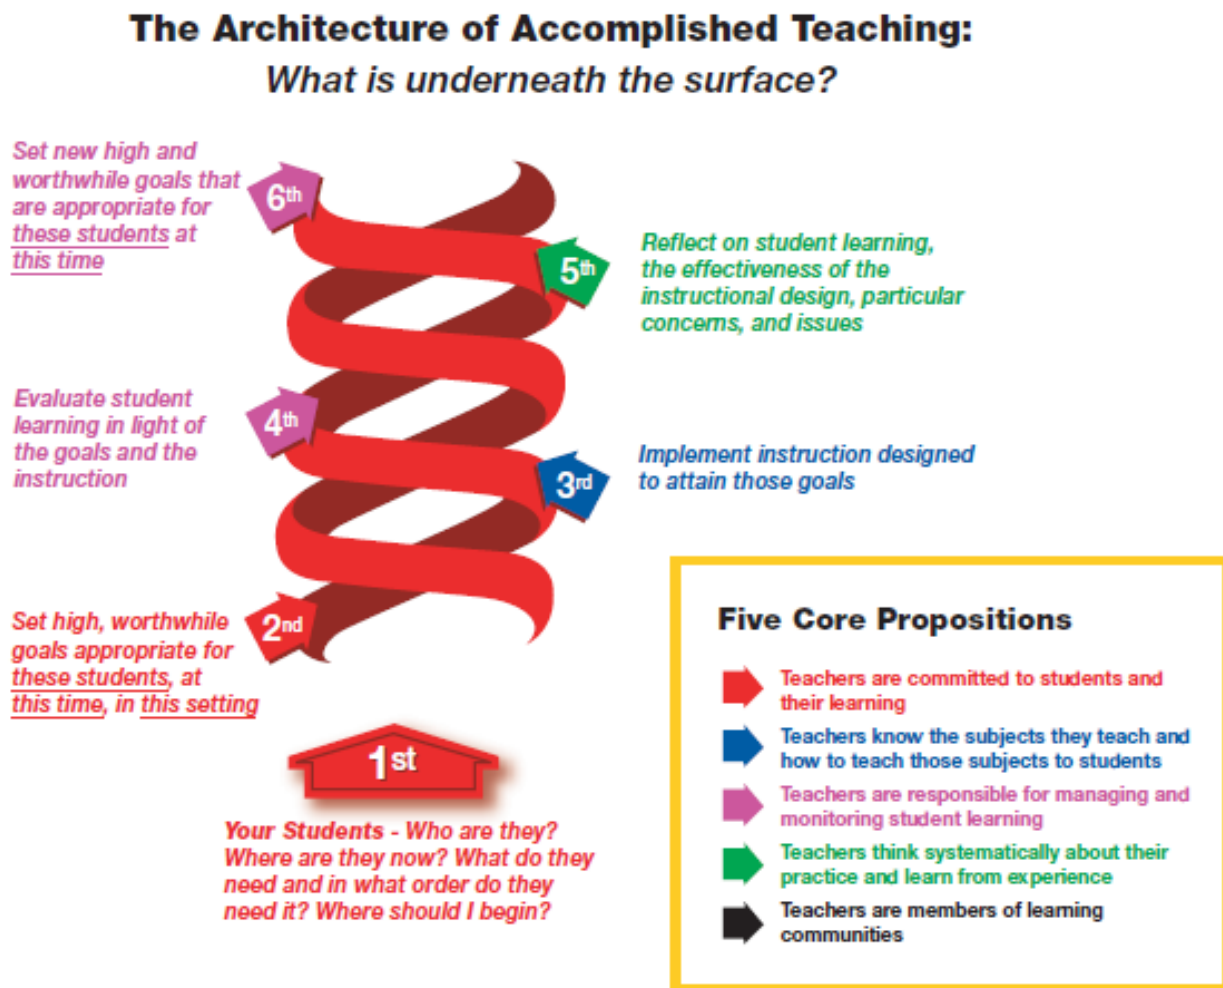 The Architecture of Accomplished Teaching:
What is underneath the surface?
Set new high and
worthwhile goals that
are appropriate for
these students at
this time
6th
5th
Reflect on student learning,
the effectiveness of the
instructional design, particular
concerns, and issues
Evaluate student
learning in light of
the goals and the
instruction
4th
3rd
Implement instruction designed
to attain those goals
Set high, worthwhile
goals appropriate for
these students, at
this time, in this setting
2nd
1st
Your Students - Who are they?
Where are they now? What do they
need and in what order do they
need it? Where should I begin?
Five Core Propositions
Teachers are committed to students and
their learning
Teachers know the subjects they teach and
how to teach those subjects to students
Teachers are responsible for managing and
monitoring student learning
Teachers think systematically about their
practice and learn from experience
Teachers are members of learning
communities